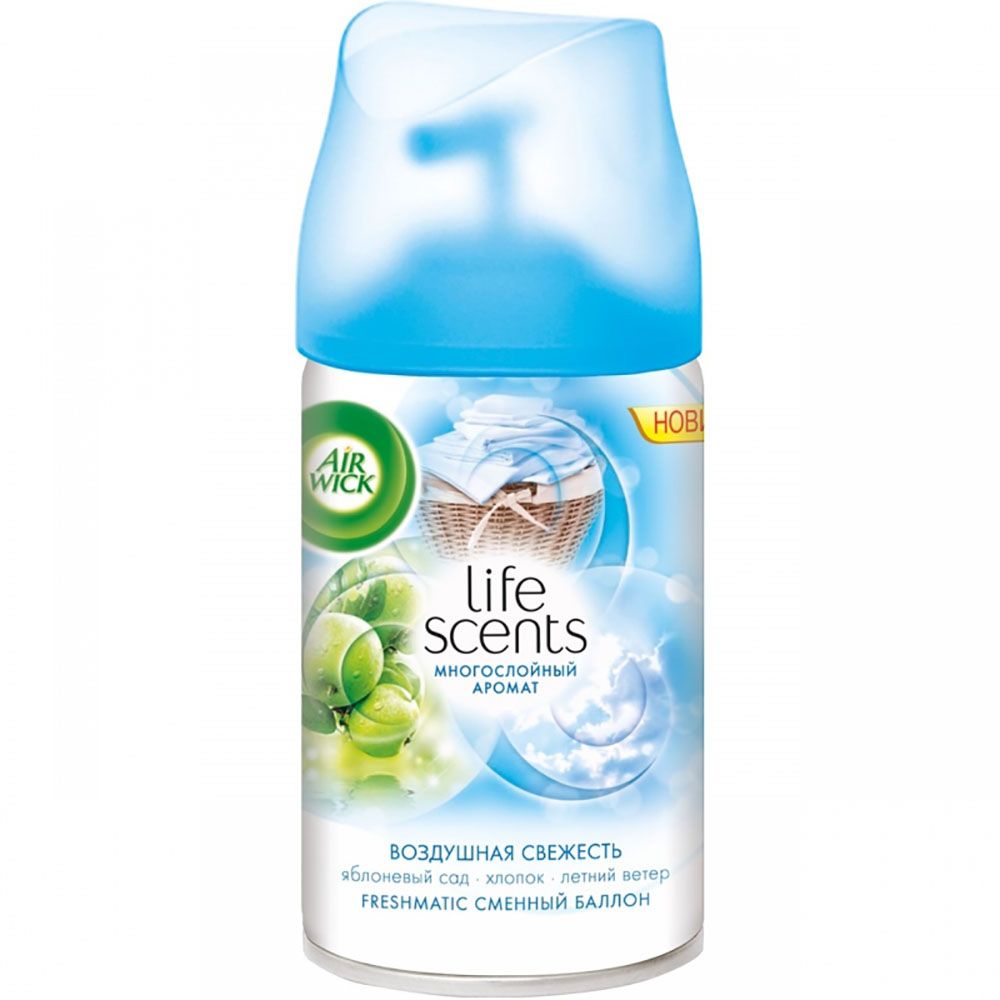 AIR
WICK
life
scents
МНОГОСЛОЙНЫЙ
АРОМАТ
ВОЗДУШНАЯ СВЕЖЕСТЬ
яблоневый сад · хлопок · летний ветер
FRESHMATIC СМЕННЫЙ БАЛЛОН